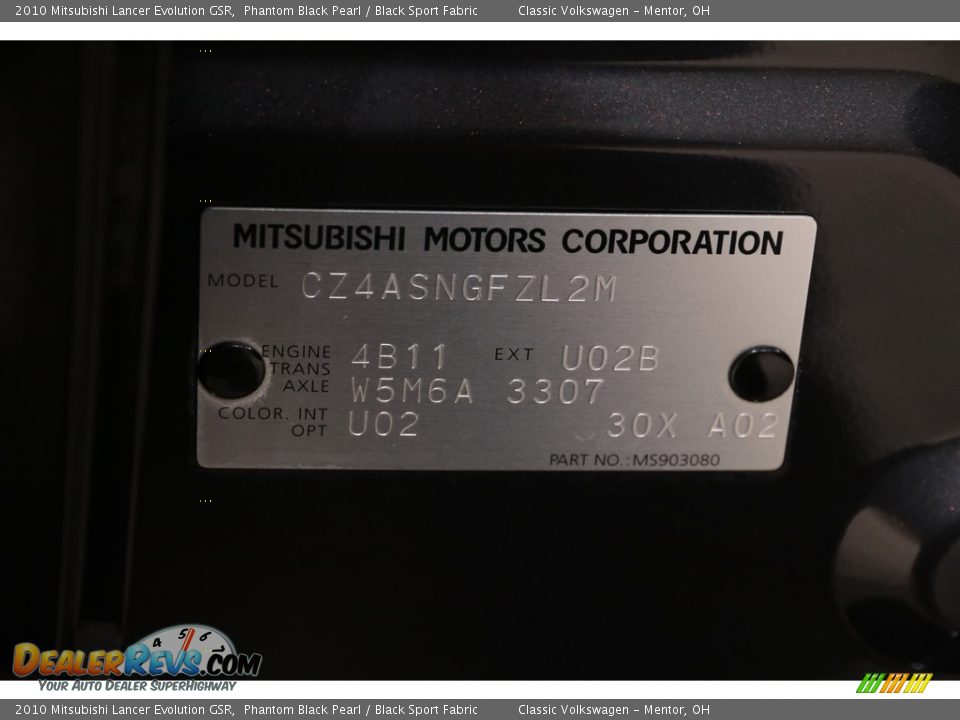 2010 Mitsubishi Lancer Evolution GSR, Phantom Black Pearl / Black Sport Fabric Classic Volkswagen – Mentor, OH
MITSUBISHI MOTORS CORPORATION
MODEL CZ4ASNGFZL2M
ENGINE 4B11 EXT U02B
TRANS AXLE W5M6A 3307
COLOR. INT OPT U02 30X A02
PART NO.:MS903080
4 5 6
DEALERREVS.COM
YOUR AUTO DEALER SUPERHIGHWAY
2010 Mitsubishi Lancer Evolution GSR, Phantom Black Pearl / Black Sport Fabric Classic Volkswagen – Mentor, OH